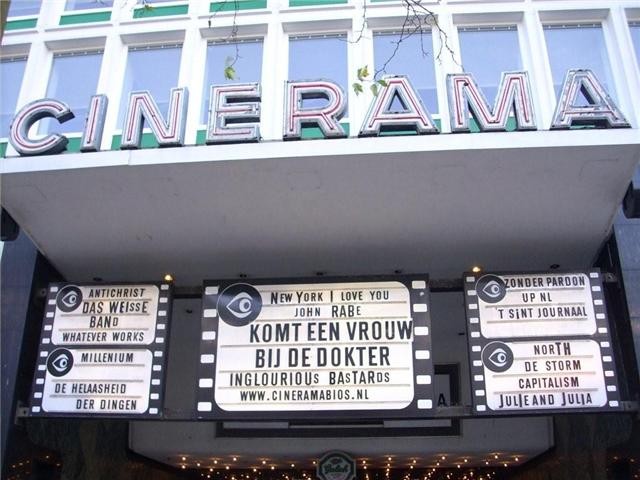 CINERAMA
ANTICHRIST
DAS WEISSE
BAND
WHATEVER WORKS
MILLENIUM
DE HELAASHEID
DER DINGEN
NEW YORK I LOVE YOU
JOHN RABE
KOMT EEN VROUW
BIJ DE DOKTER
INGLOURIOUS BASTARDS
WWW.CINERAMABIOS.NL
ZONDER PARDON
UP NL
'T SINT JOURNAAL
NORTH
DE STORM
CAPITALISM
JULIE AND JULIA